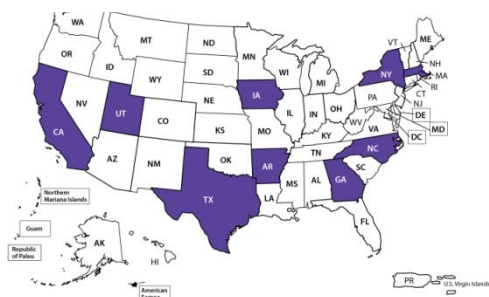 WA
OR
CA
NV
ID
MT
WY
UT
AZ
CO
NM
ND
SD
NE
KS
OK
TX
MN
IA
MO
AR
LA
WI
IL
MI
IN
OH
KY
TN
MS
AL
GA
FL
SC
NC
VA
WV
PA
NY
VT
ME
NH
MA
RI
CT
NJ
DE
MD
DC
AK
HI
Northern
Mariana Islands
Guam
Republic
of Palau
American
Samoa
PR
U.S. Virgin Islands